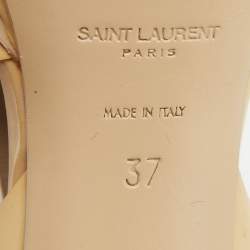 SAINT LAURENT
PARIS
MADE IN ITALY
37